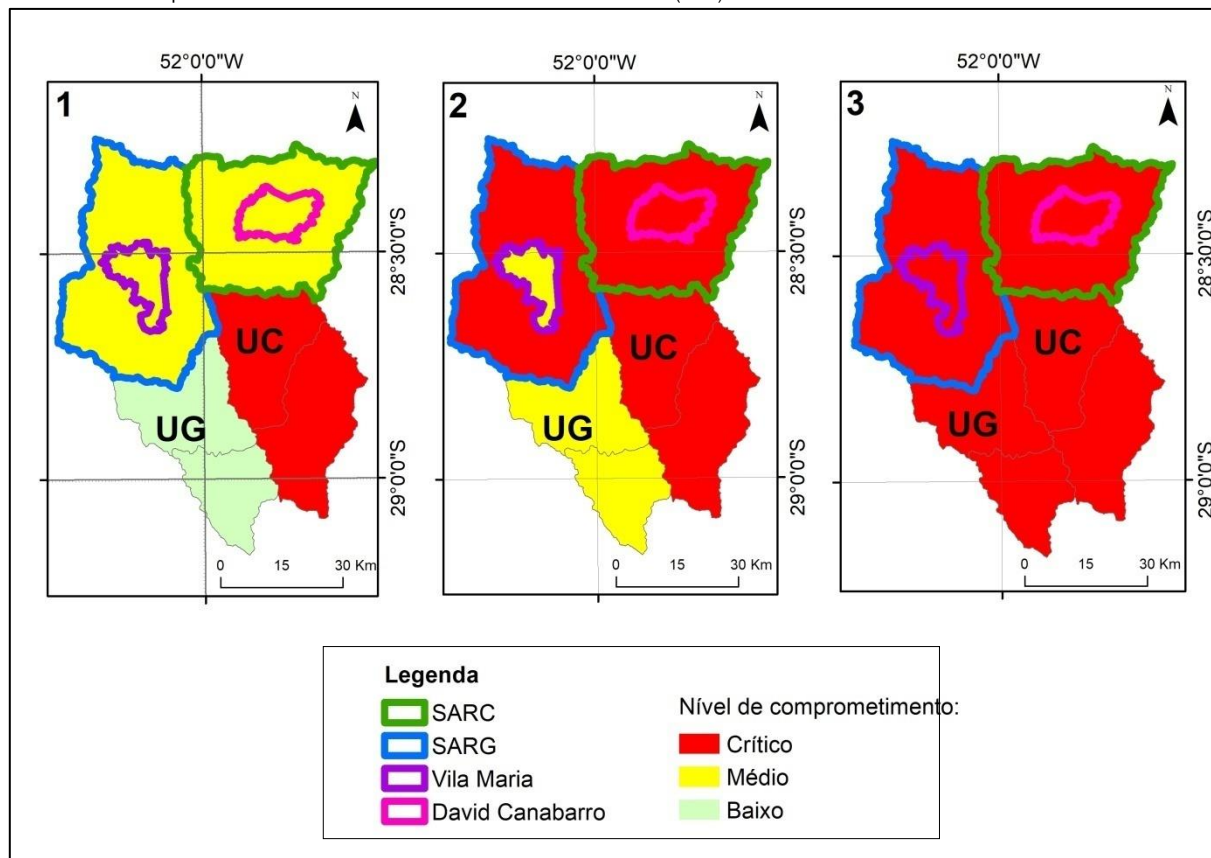 52°0'0"W
52°0'0"W
52°0'0"W
1
N
2
N
3
N
28°30'0"S
28°30'0"S
28°30'0"S
UC
UC
UC
UG
UG
UG
29°0'0"S
29°0'0"S
29°0'0"S
0 15 30 Km
0 15 30 Km
0 15 30 Km
Legenda
SARC
SARG
Vila Maria
David Canabarro
Nível de comprometimento:
Crítico
Médio
Baixo